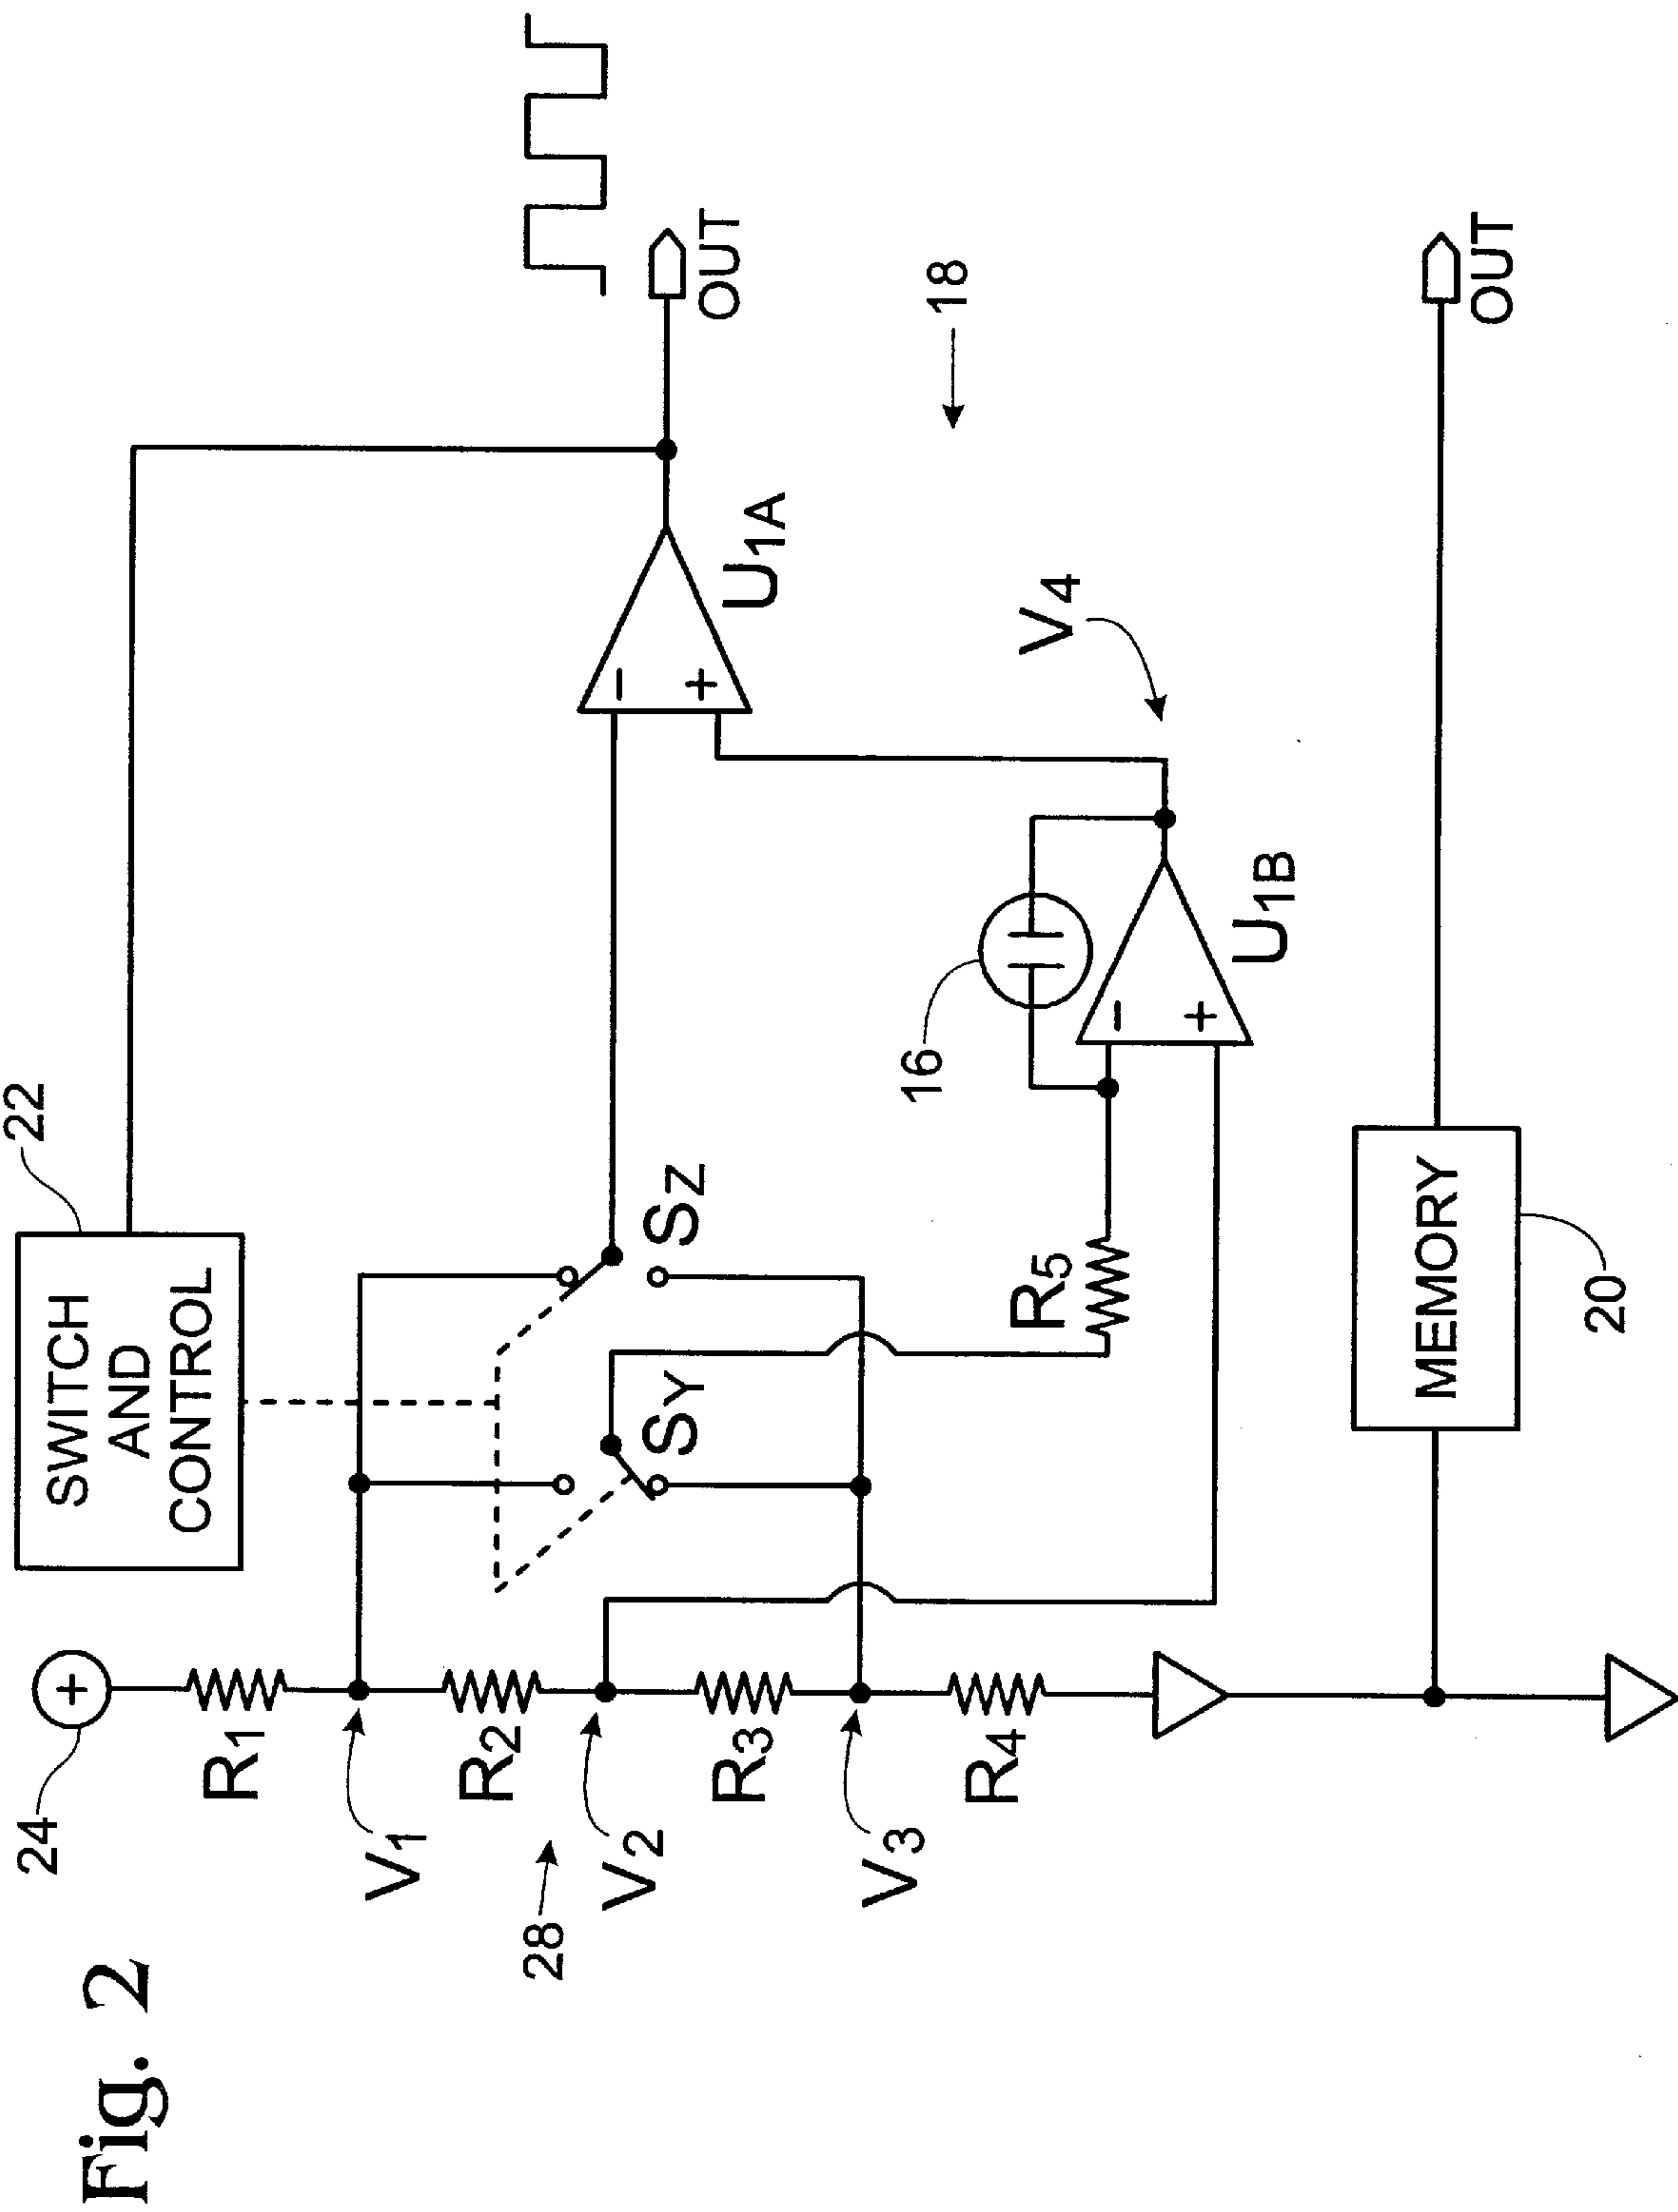 Fig. 2
24
R1
V1
R2
28
V2
R3
V3
R4
SWITCH
AND
CONTROL
22
SY
SZ
R5
16
−
+
U1B
V4
−
+
U1A
OUT
18
MEMORY
20
OUT
+